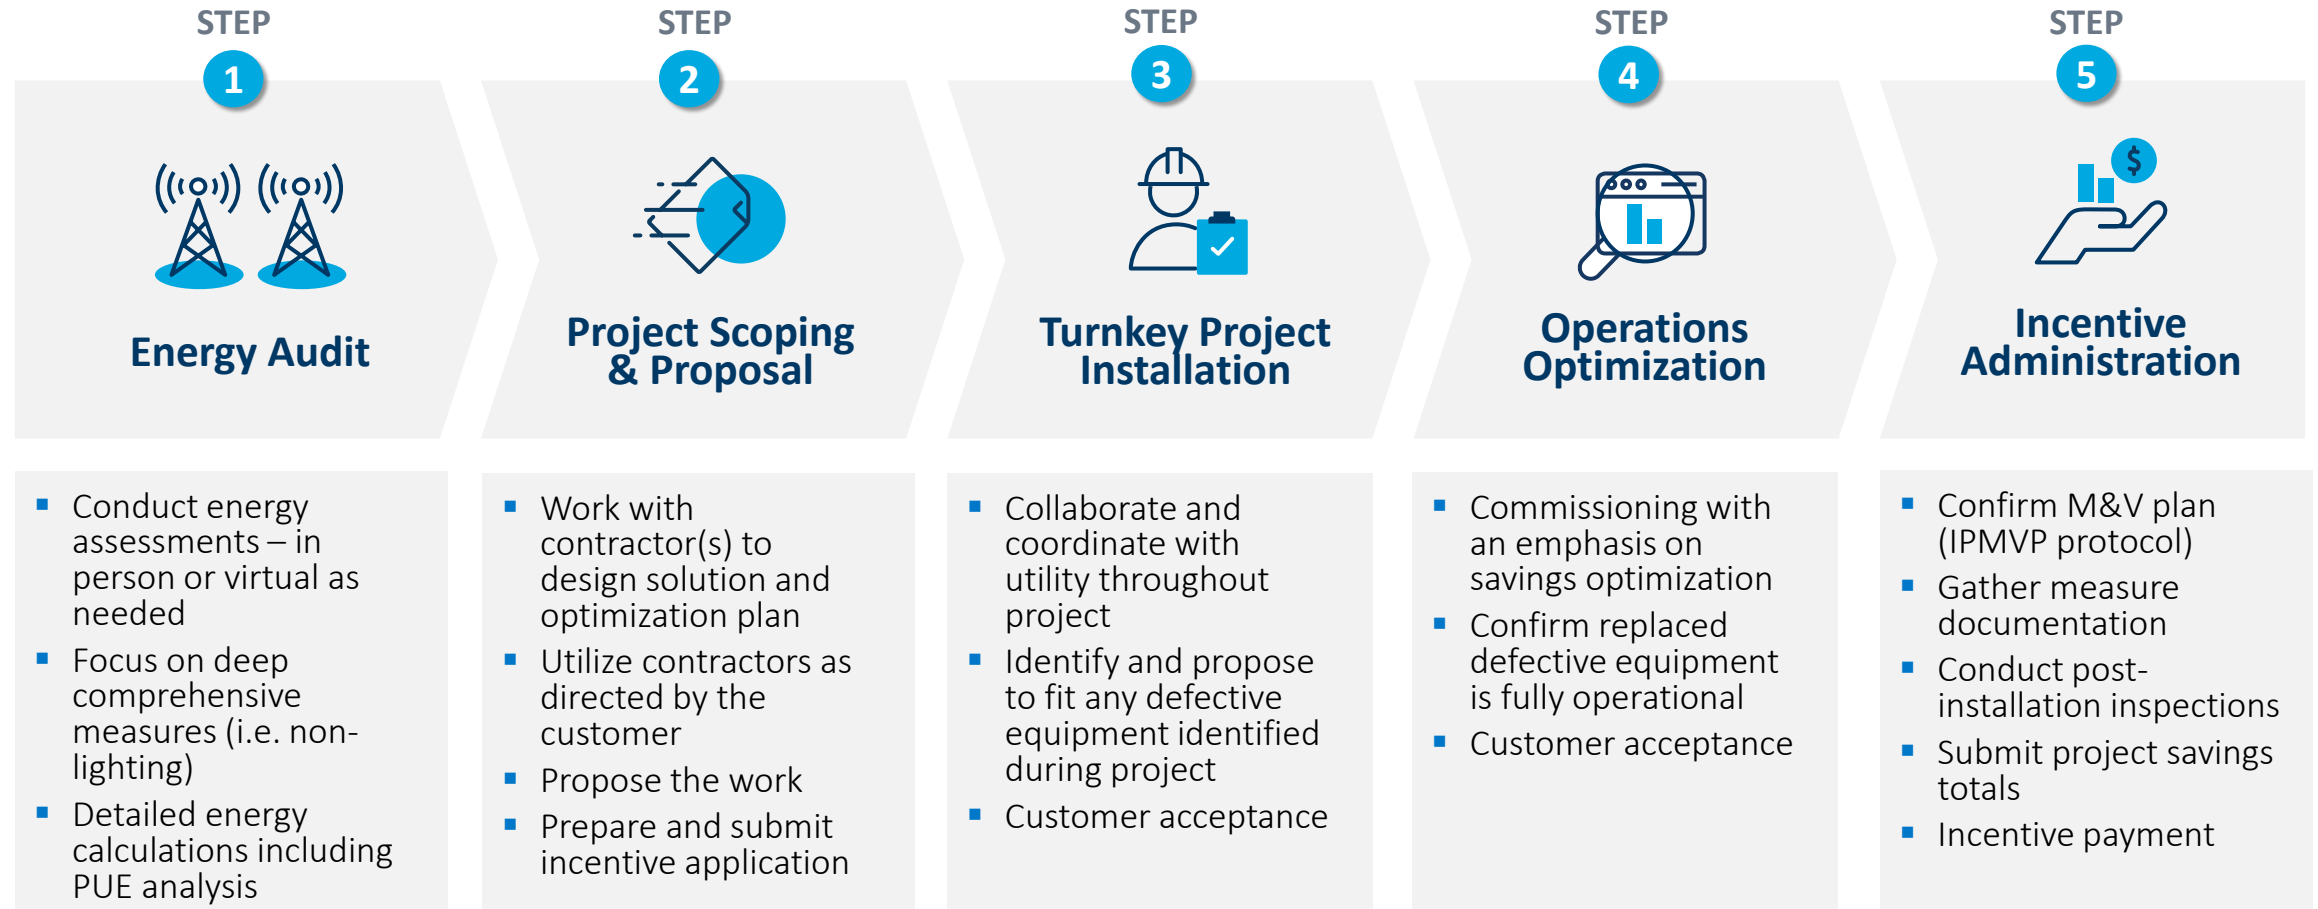 STEP
1
Energy Audit
▪ Conduct energy
assessments – in
person or virtual as
needed
▪ Focus on deep
comprehensive
measures (i.e. non-
lighting)
▪ Detailed energy
calculations including
PUE analysis
STEP
2
Project Scoping
& Proposal
▪ Work with
contractor(s) to
design solution and
optimization plan
▪ Utilize contractors as
directed by the
customer
▪ Propose the work
▪ Prepare and submit
incentive application
STEP
3
Turnkey Project
Installation
▪ Collaborate and
coordinate with
utility throughout
project
▪ Identify and propose
to fit any defective
equipment identified
during project
▪ Customer acceptance
STEP
4
Operations
Optimization
▪ Commissioning with
an emphasis on
savings optimization
▪ Confirm replaced
defective equipment
is fully operational
▪ Customer acceptance
STEP
5
$
Incentive
Administration
▪ Confirm M&V plan
(IPMVP protocol)
▪ Gather measure
documentation
▪ Conduct post-
installation inspections
▪ Submit project savings
totals
▪ Incentive payment